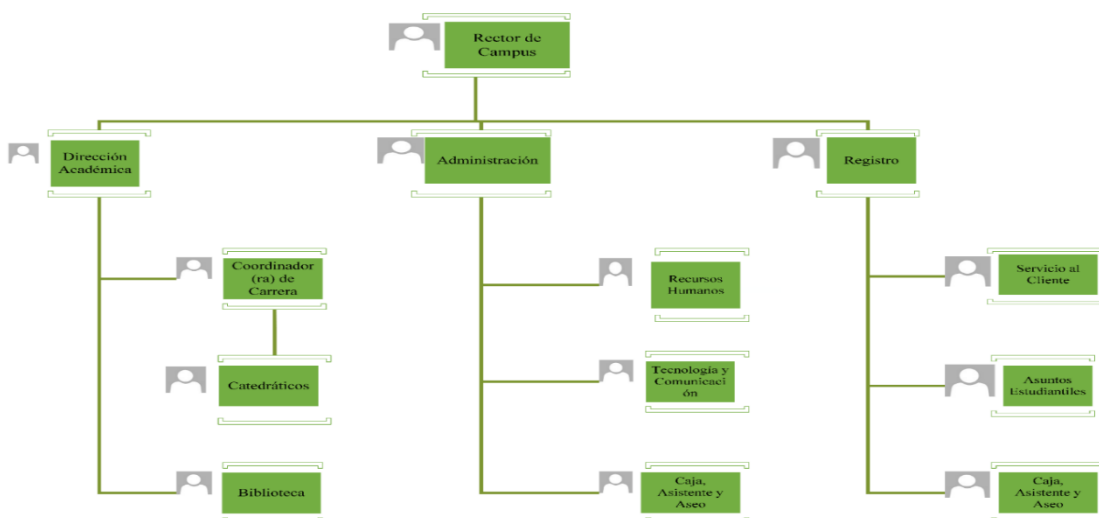 Rector de
Campus
Dirección
Académica
Administración
Registro
Coordinador
(ra) de
Carrera
Recursos
Humanos
Servicio al
Cliente
Catedráticos
Tecnología y
Comunicaci
ón
Asuntos
Estudiantiles
Biblioteca
Caja,
Asistente y
Aseo
Caja,
Asistente y
Aseo